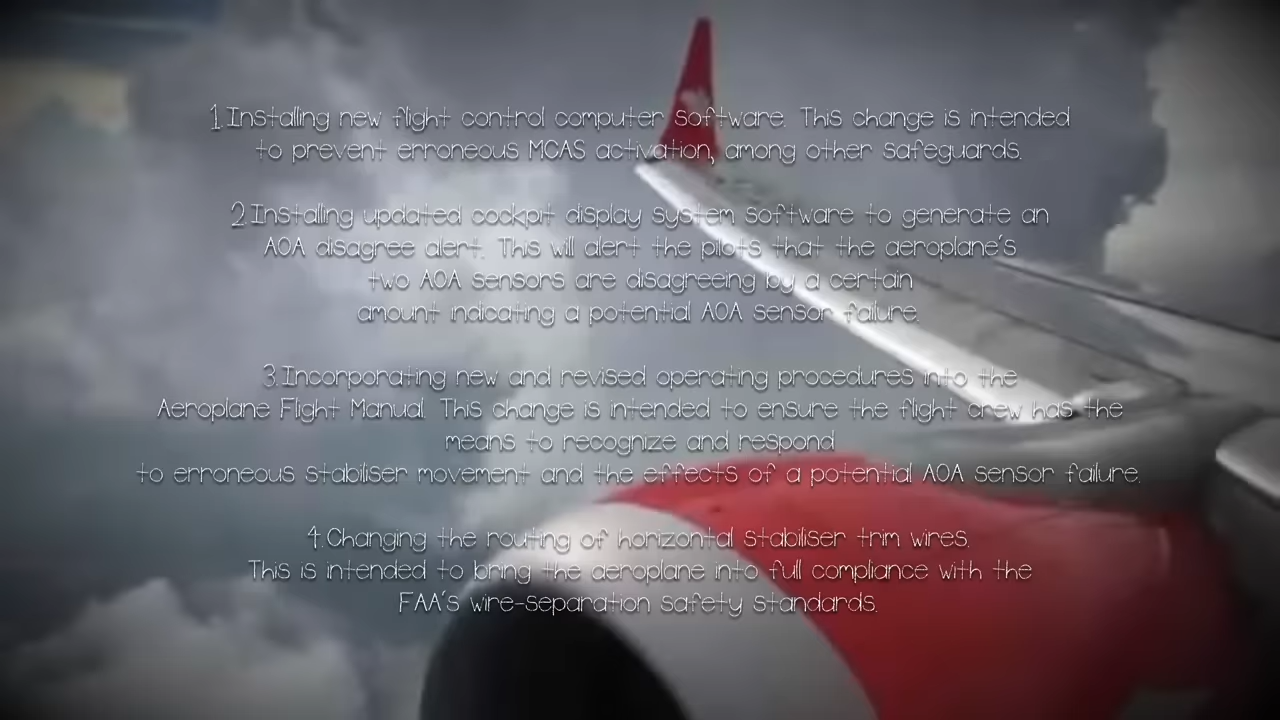 1.Installing new flight control computer software. This change is intended
to prevent erroneous MCAS activation, among other safeguards.
2.Installing updated cockpit display system software to generate an
AOA disagree alert. This will alert the pilots that the aeroplane's
two AOA sensors are disagreeing by a certain
amount indicating a potential AOA sensor failure.
3.Incorporating new and revised operating procedures into the
Aeroplane Flight Manual. This change is intended to ensure the flight crew has the
means to recognize and respond
to erroneous stabiliser movement and the effects of a potential AOA sensor failure.
4.Changing the routing of horizontal stabiliser trim wires.
This is intended to bring the aeroplane into full compliance with the
FAA's wire-separation safety standards.